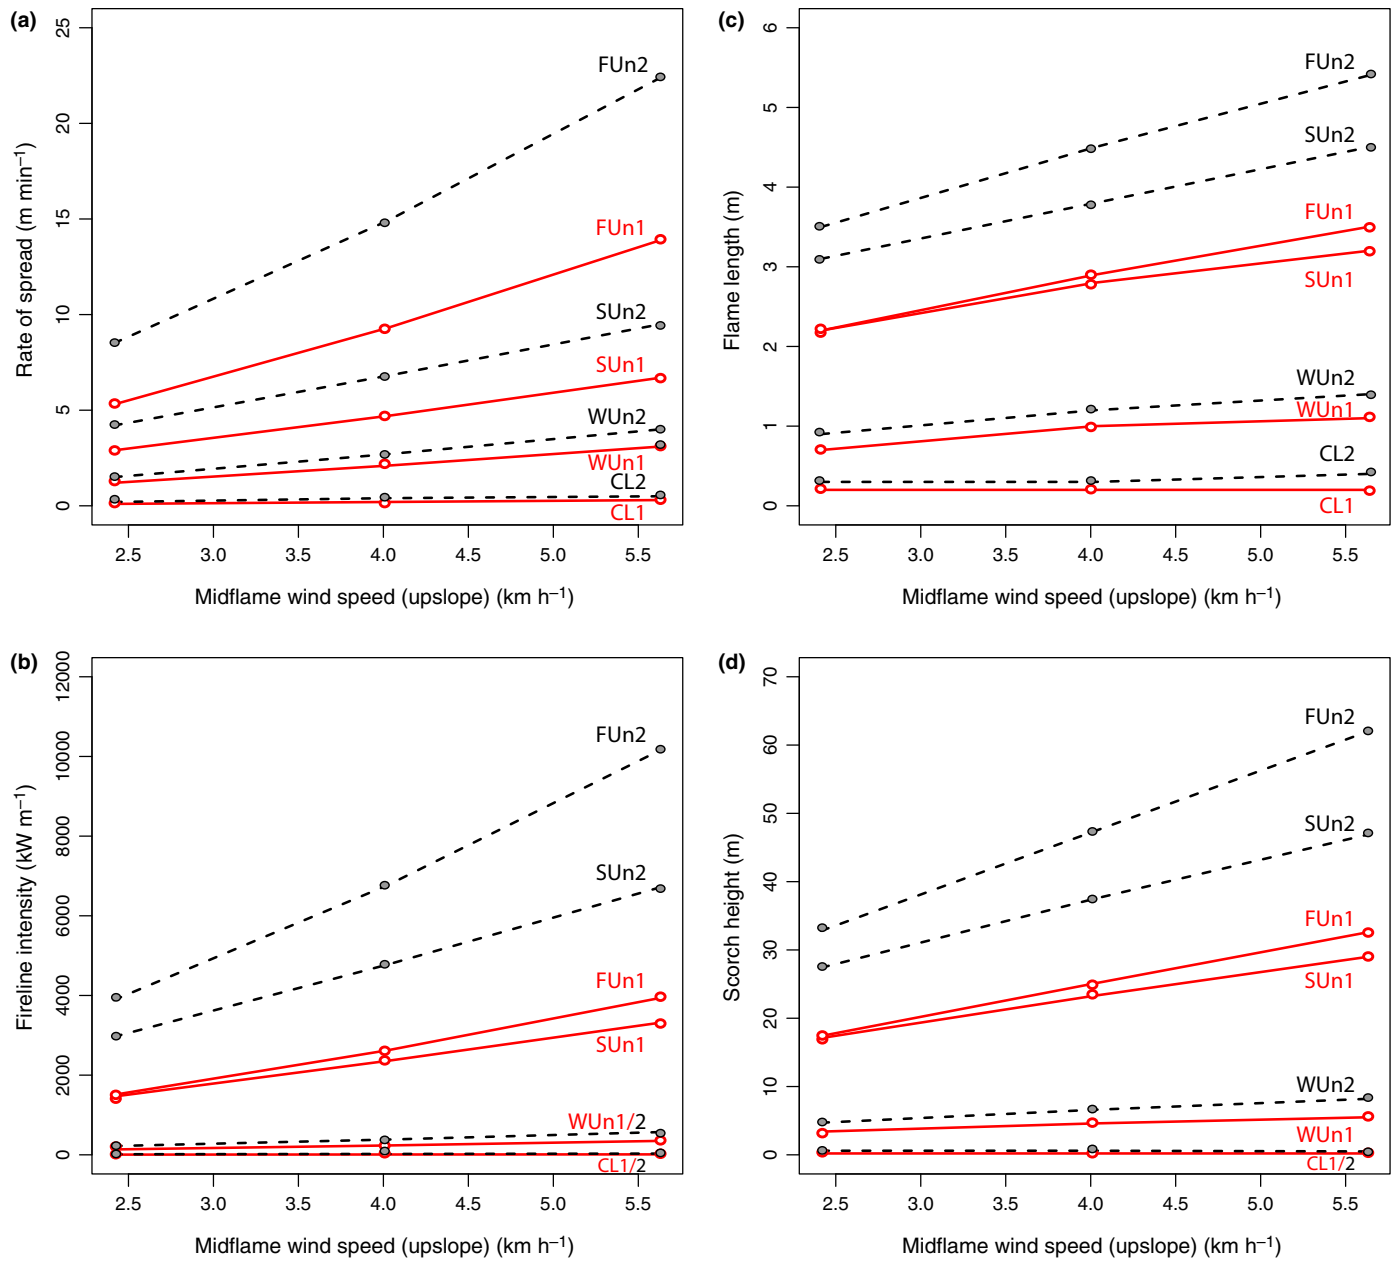 (a)
25
20
15
10
5
0
Rate of spread (m min⁻¹)
FUn2
FUn1
SUn2
SUn1
WUn2
WUn1
CL2
CL1
2.5 3.0 3.5 4.0 4.5 5.0 5.5
Midflame wind speed (upslope) (km h⁻¹)
(c)
6
5
4
3
2
1
0
Flame length (m)
FUn2
SUn2
FUn1
SUn1
WUn2
WUn1
CL2
CL1
2.5 3.0 3.5 4.0 4.5 5.0 5.5
Midflame wind speed (upslope) (km h⁻¹)
(b)
12000
10000
8000
6000
4000
2000
0
Fireline intensity (kW m⁻¹)
FUn2
SUn2
FUn1
SUn1
WUn1/2
CL1/2
2.5 3.0 3.5 4.0 4.5 5.0 5.5
Midflame wind speed (upslope) (km h⁻¹)
(d)
70
60
50
40
30
20
10
0
Scorch height (m)
FUn2
SUn2
FUn1
SUn1
WUn2
WUn1
CL1/2
2.5 3.0 3.5 4.0 4.5 5.0 5.5
Midflame wind speed (upslope) (km h⁻¹)